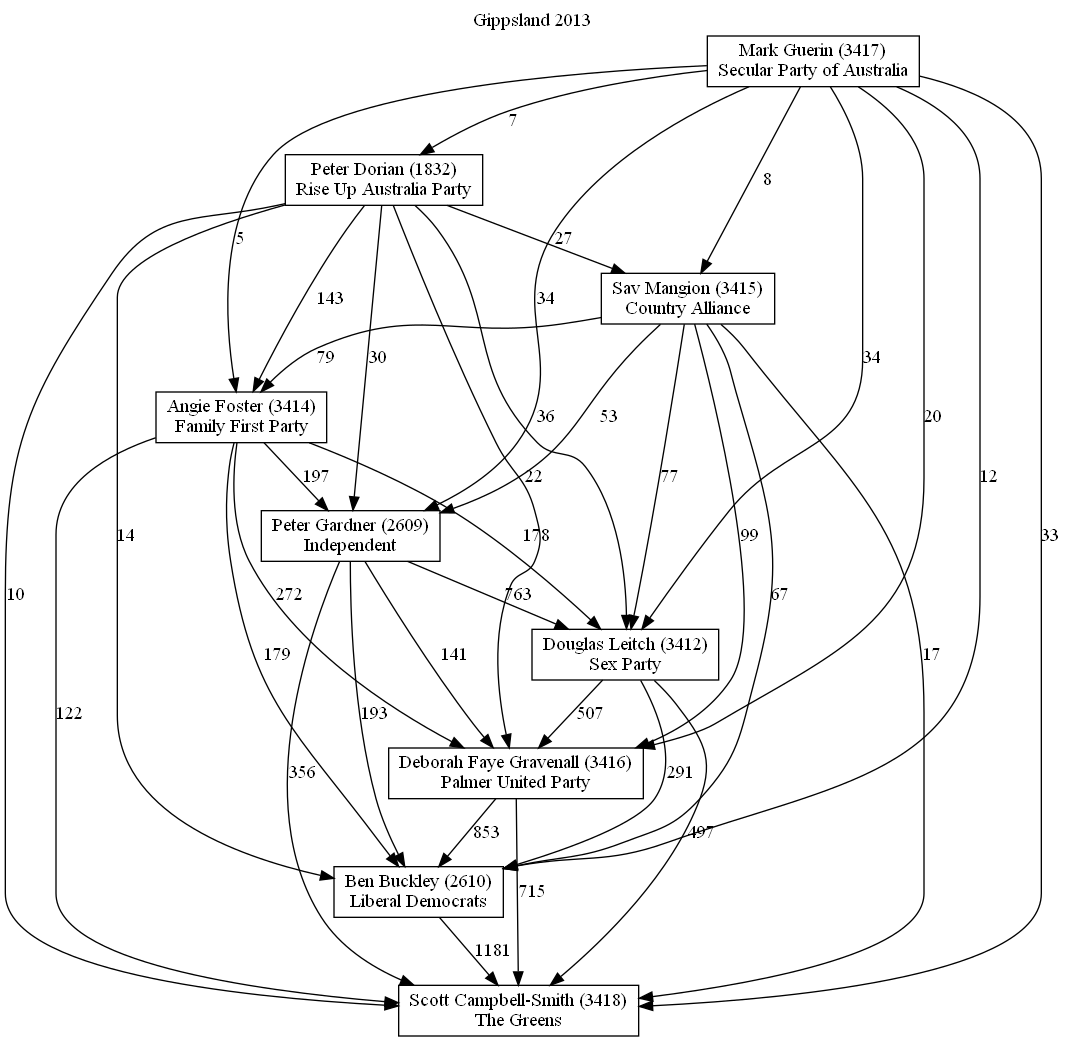 Gippsland 2013
Mark Guerin (3417)
Secular Party of Australia
7
Peter Dorian (1832)
Rise Up Australia Party
8
5
27
Sav Mangion (3415)
Country Alliance
143
34
79
30
34
Angie Foster (3414)
Family First Party
36
53
20
197
22
77
12
Peter Gardner (2609)
Independent
14
178
99
33
10
272
763
67
Douglas Leitch (3412)
Sex Party
179
141
17
122
193
507
Deborah Faye Gravenall (3416)
Palmer United Party
356
291
853
497
Ben Buckley (2610)
Liberal Democrats
715
1181
Scott Campbell-Smith (3418)
The Greens